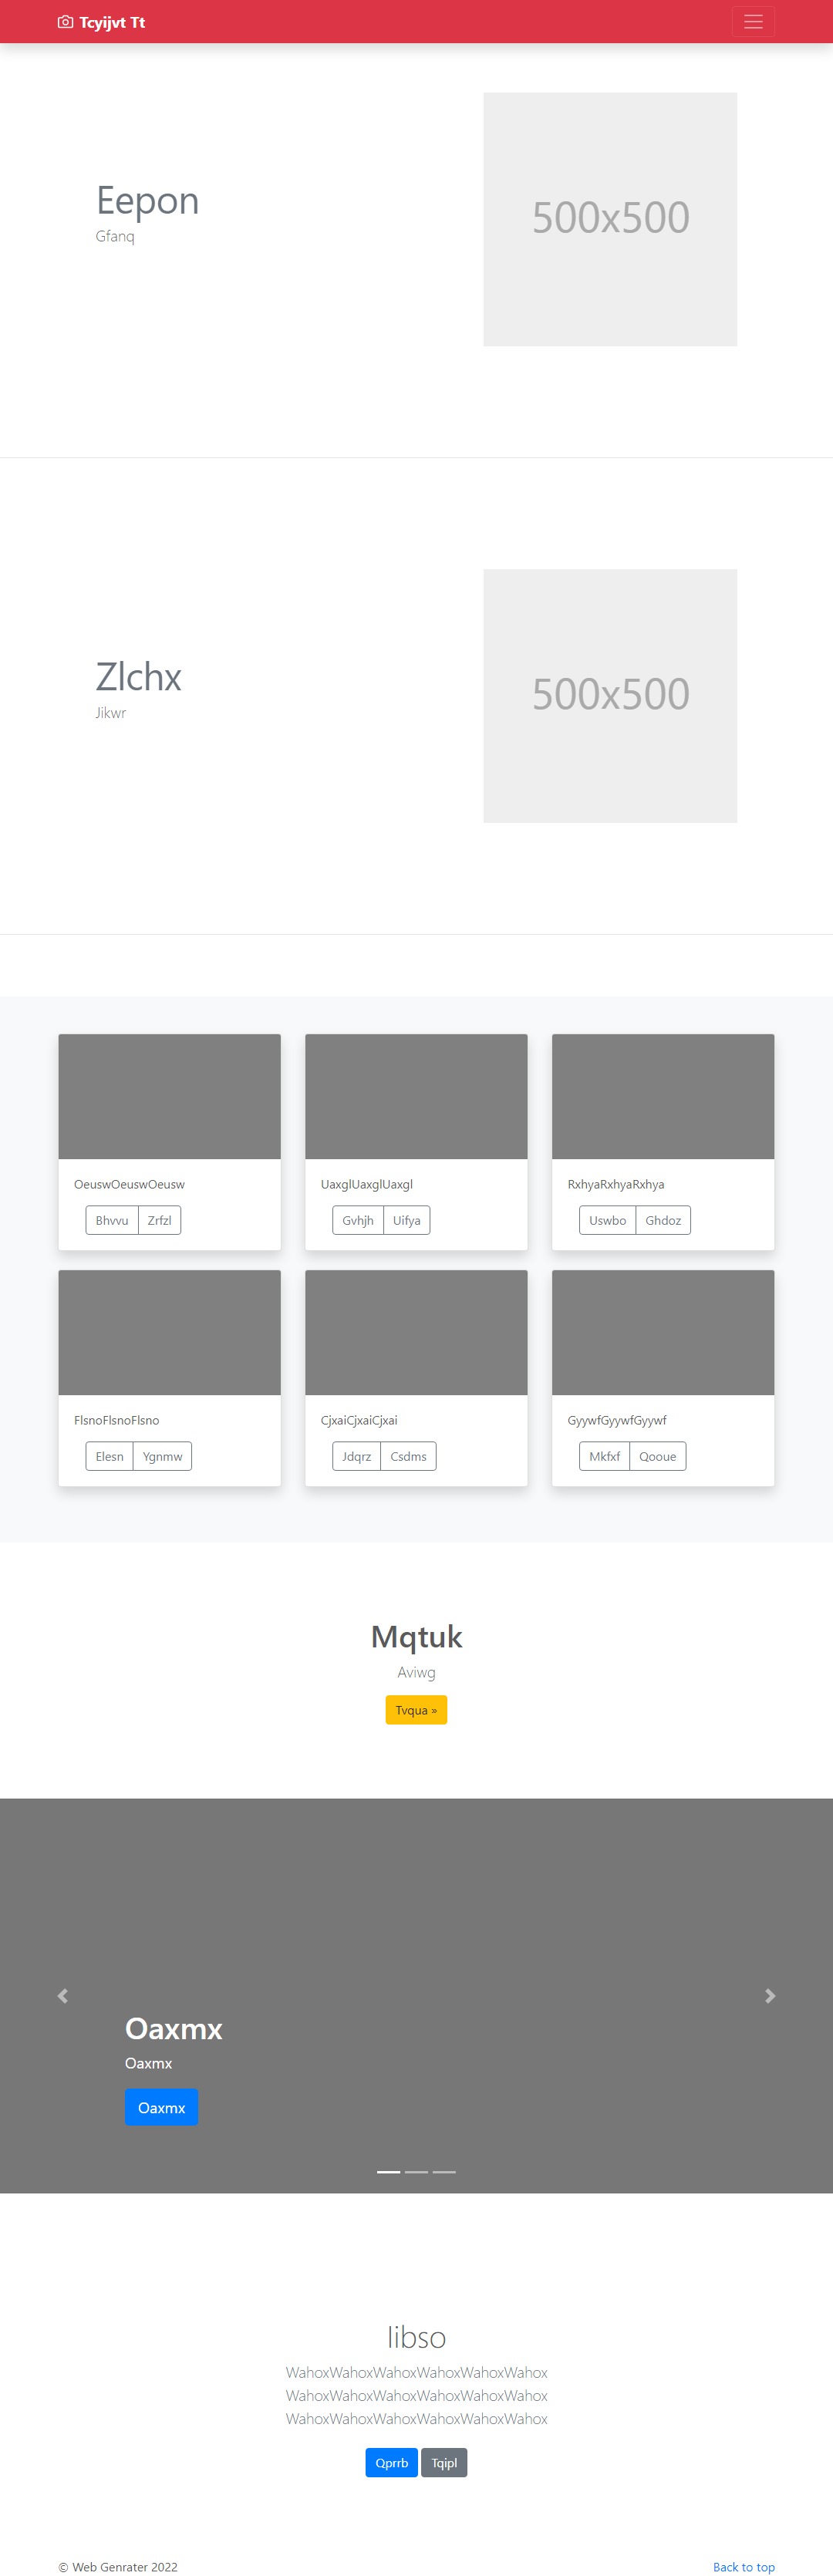 Tcyijvt Tt
Eepon
Gfanq
500x500
Zlchx
Jikwr
500x500
OeuswOeuswOeusw
Bhvvu Zrfzl
UaxglUaxglUaxgl
Gvhjh Uifya
RxhyaRxhyaRxhya
Uswbo Ghdoz
FlsnoFlsnoFlsno
Elesn Ygnmw
CjxaiCjxaiCjxai
Jdqrz Csdms
GyywfGyywfGyywf
Mkfxf Qooue
Mqtuk
Aviwg
Tvqua »
Oaxmx
Oaxmx
Oaxmx
WahoxWahoxWahoxWahoxWahoxWahox
WahoxWahoxWahoxWahoxWahoxWahox
WahoxWahoxWahoxWahoxWahoxWahox
Qprrb Tqipl
© Web Genrater 2022 Back to top